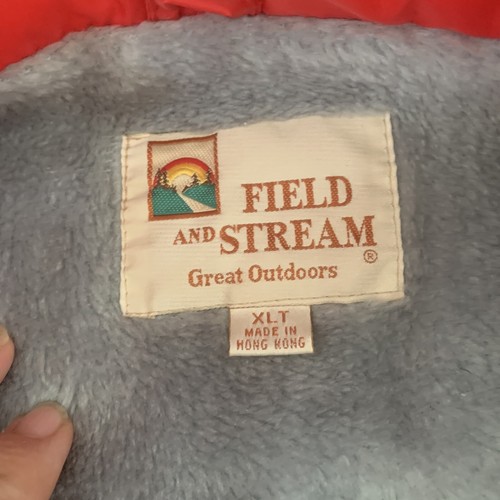 FIELD
AND STREAM
®
Great Outdoors
XLT
MADE IN
HONG KONG